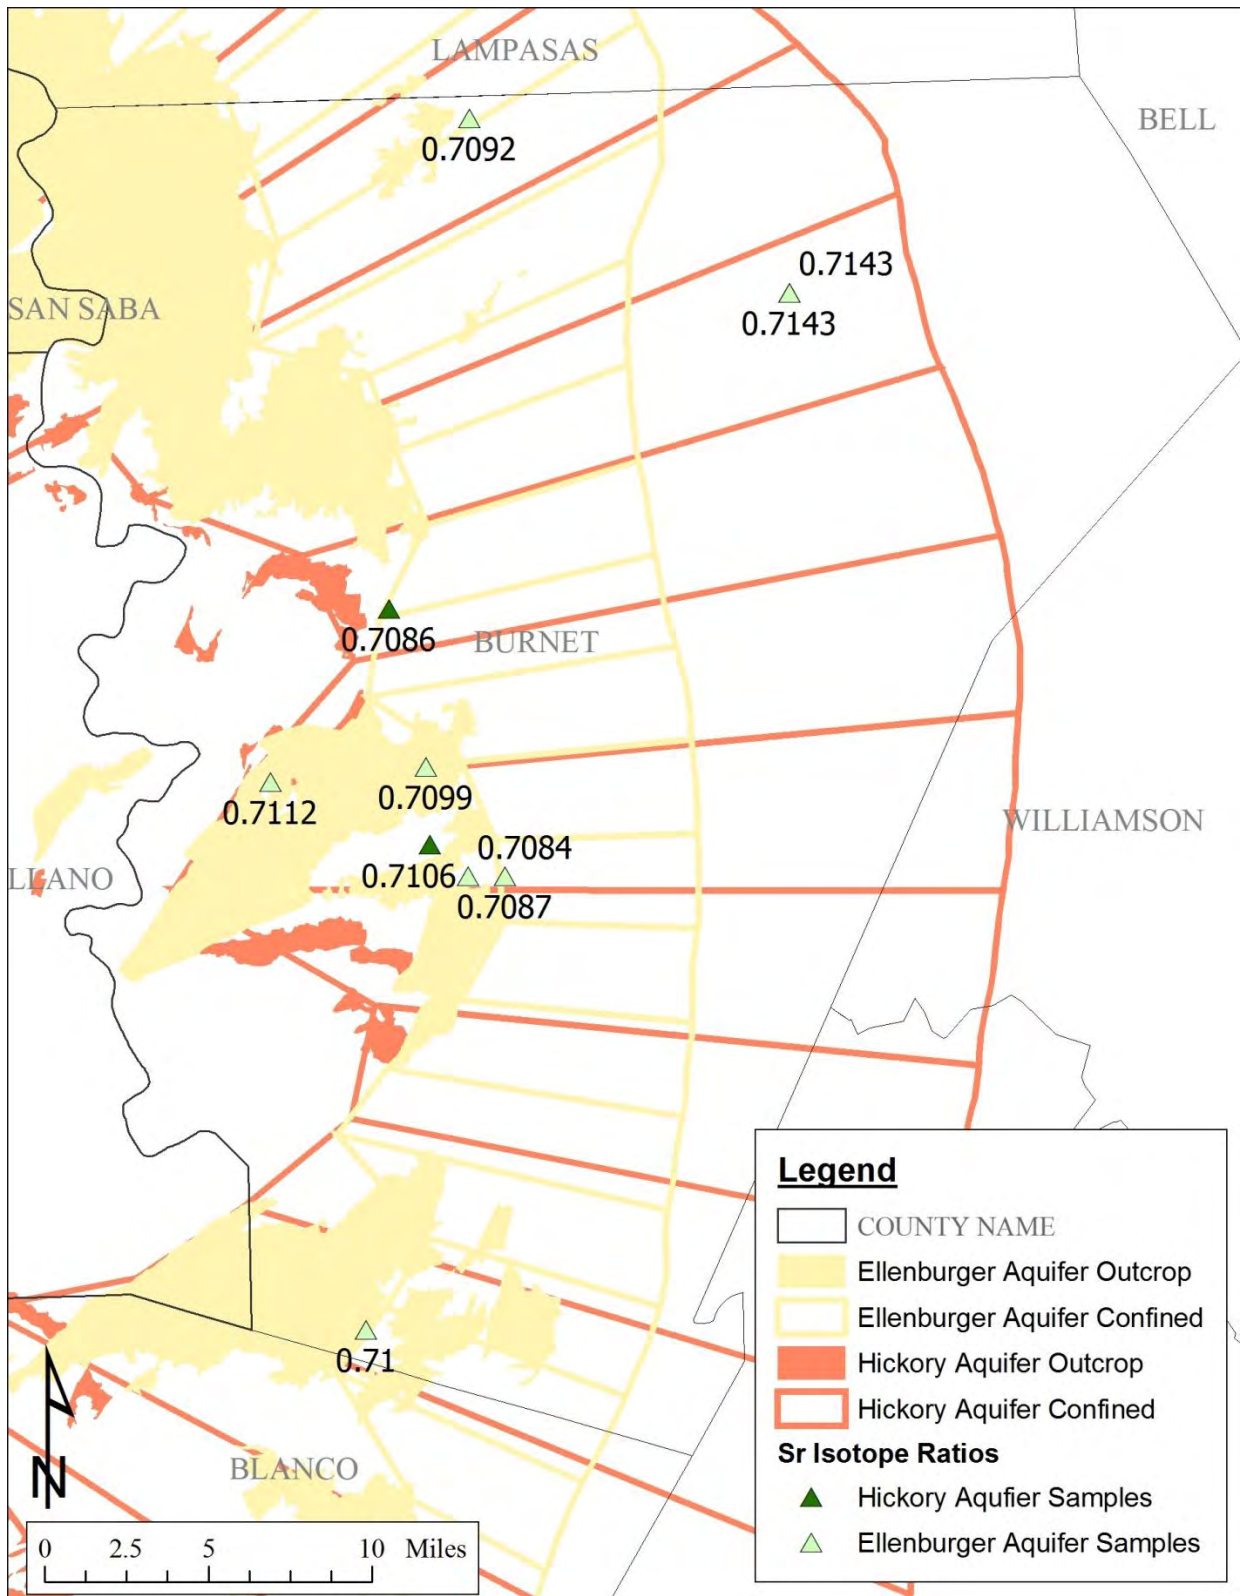 LAMPASAS
BELL
0.7092
0.7143
0.7143
SAN SABA
0.7086
BURNET
0.7112
0.7099
WILLIAMSON
0.7084
0.7106
0.7087
LLANO
0.71
BLANCO
N
0 2.5 5 10 Miles
Legend
COUNTY NAME
Ellenburger Aquifer Outcrop
Ellenburger Aquifer Confined
Hickory Aquifer Outcrop
Hickory Aquifer Confined
Sr Isotope Ratios
Hickory Aqufier Samples
Ellenburger Aquifer Samples